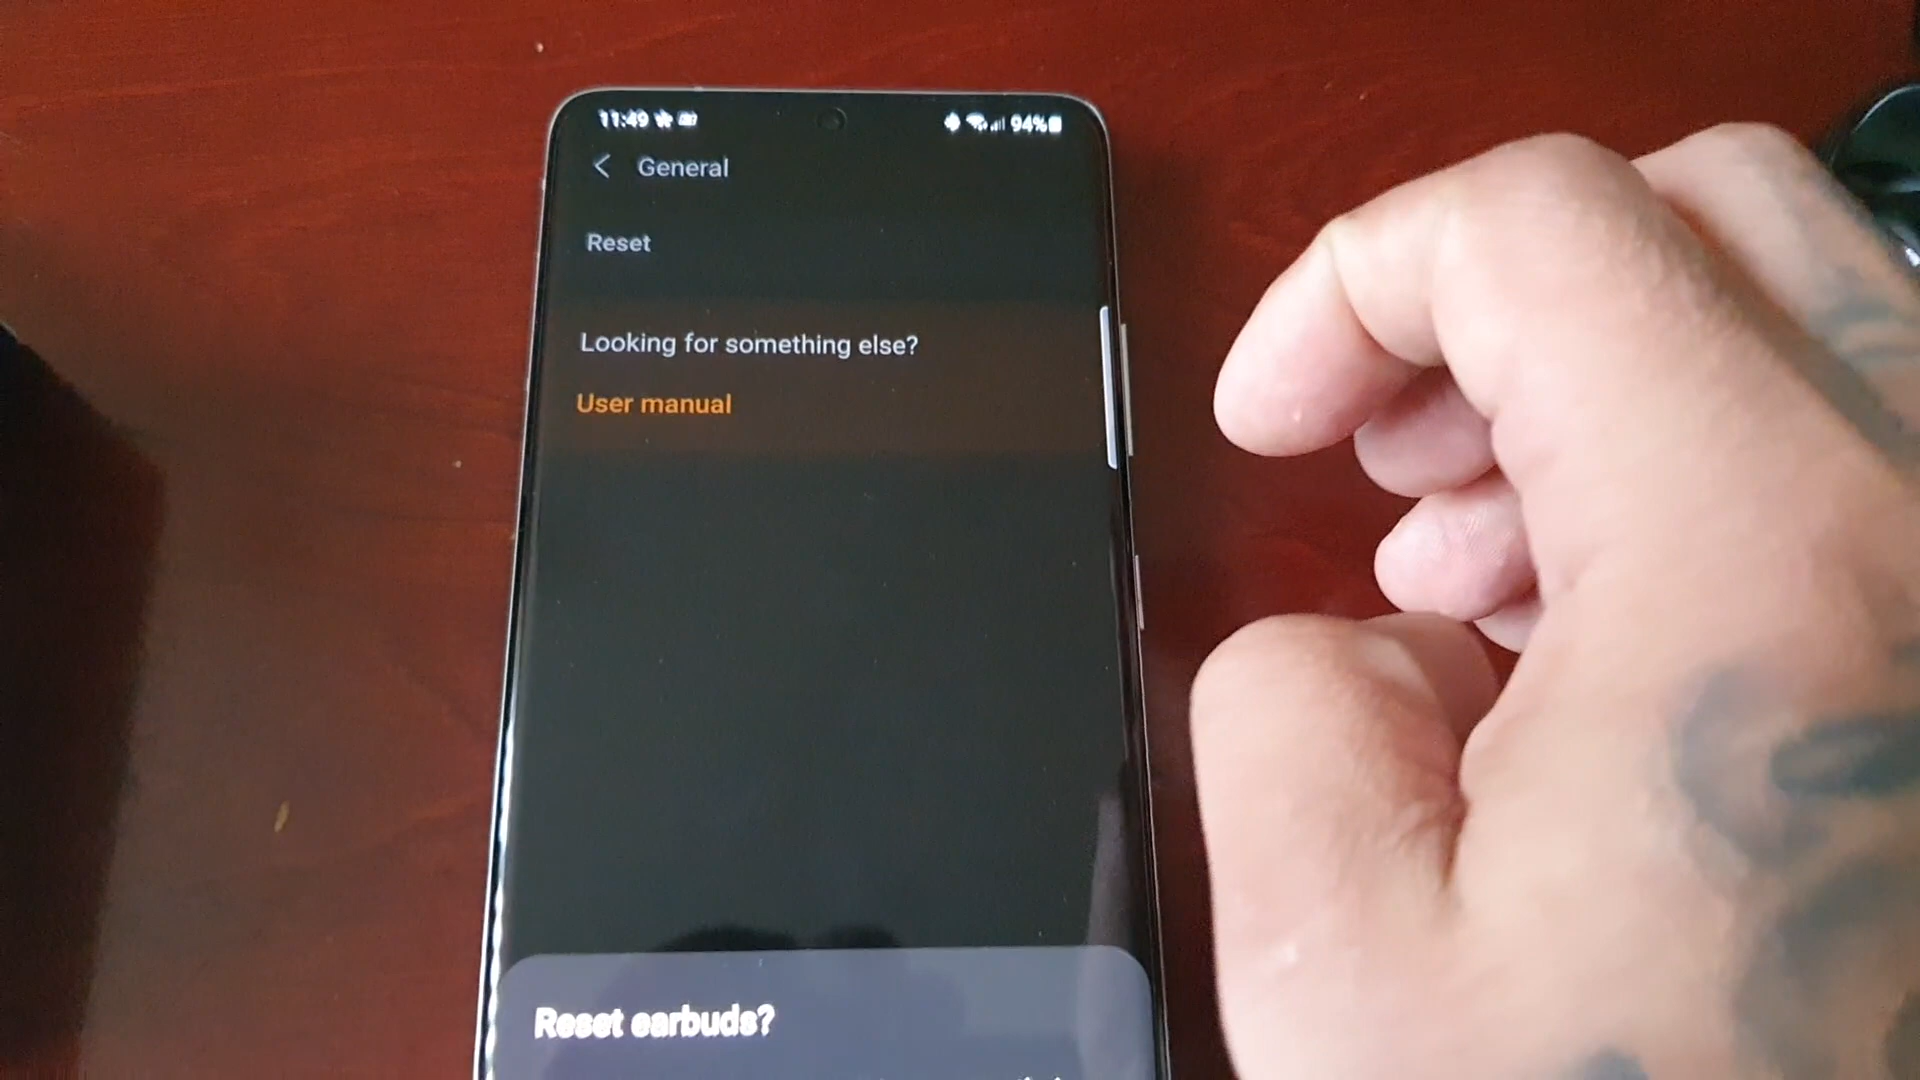 11:49 94%
General
Reset
Looking for something else?
User manual
Reset earbuds?